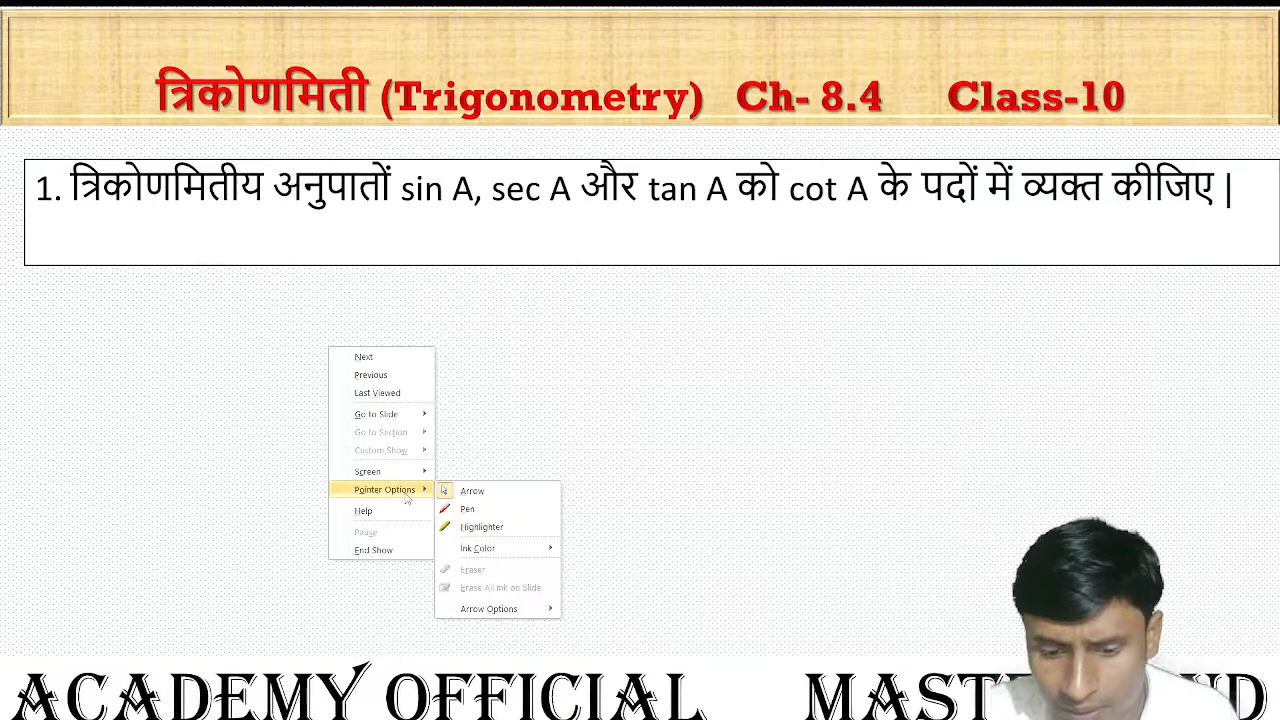 त्रिकोणमिती (Trigonometry) Ch- 8.4 Class-10
1. त्रिकोणमितीय अनुपातों sin A, sec A और tan A को cot A के पदों में व्यक्त कीजिए |
Next
Previous
Last Viewed
Go to Slide
Go to Section
Custom Show
Screen
Pointer Options
Help
Pause
End Show
Arrow
Pen
Highlighter
Ink Color
Eraser
Erase All Ink on Slide
Arrow Options
ACADEMY OFFICIAL